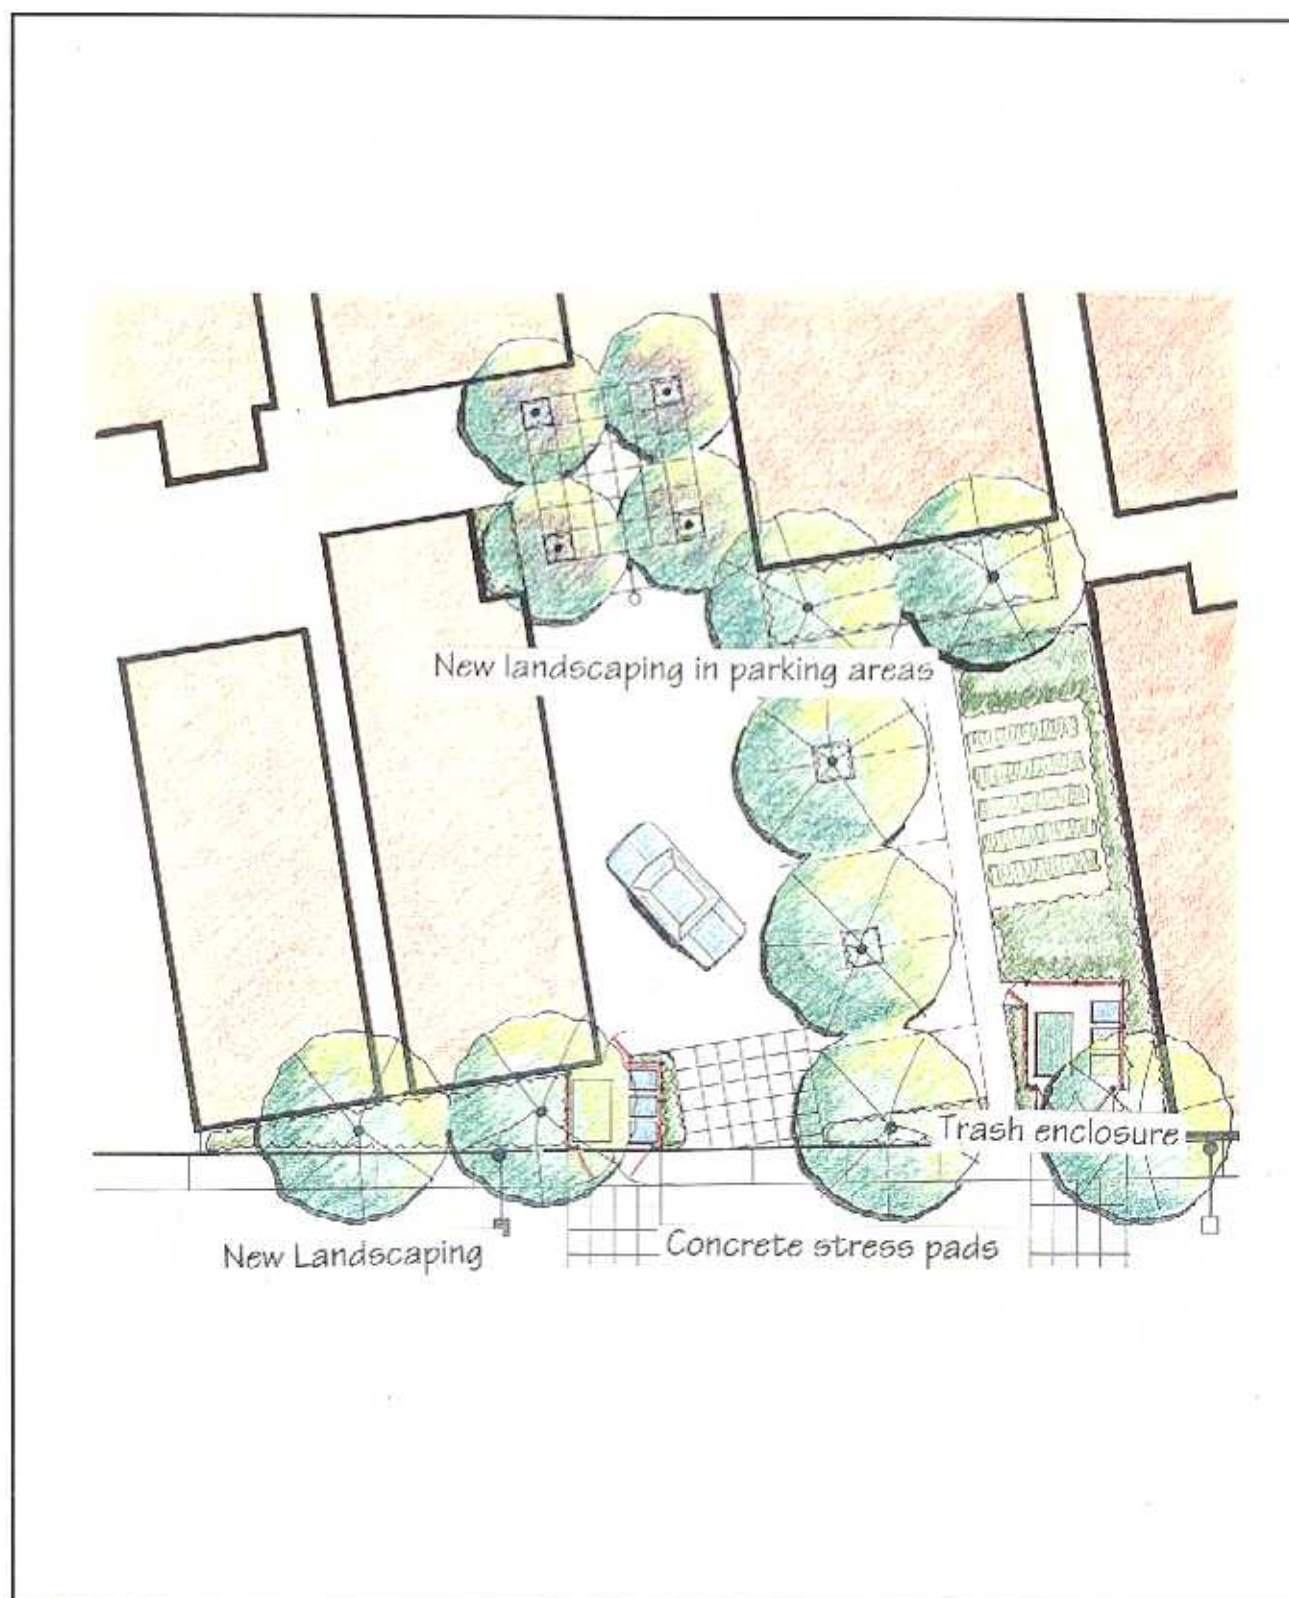 New landscaping in parking areas
Trash enclosure
New Landscaping
Concrete stress pads